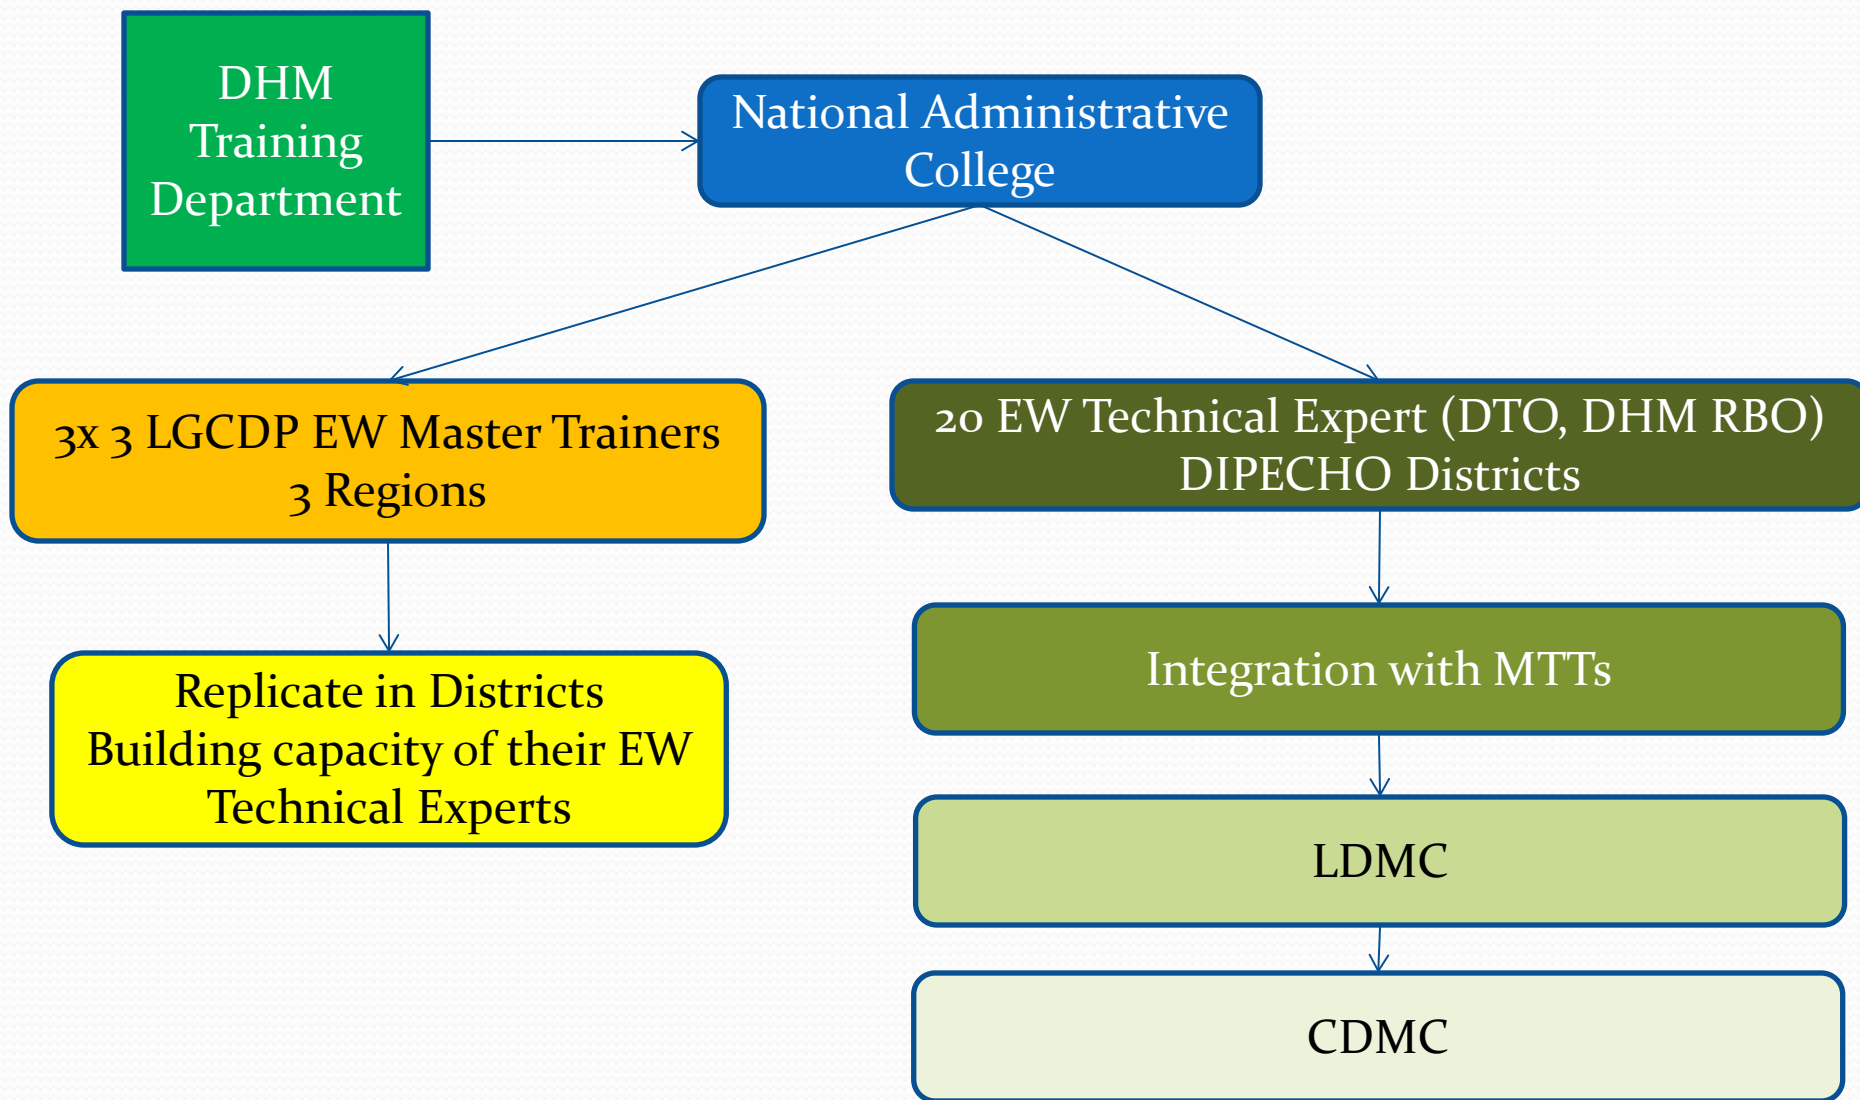 DHM
Training
Department
National Administrative
College
3x 3 LGCDP EW Master Trainers
3 Regions
20 EW Technical Expert (DTO, DHM RBO)
DIPECHO Districts
Replicate in Districts
Building capacity of their EW
Technical Experts
Integration with MTTs
LDMC
CDMC